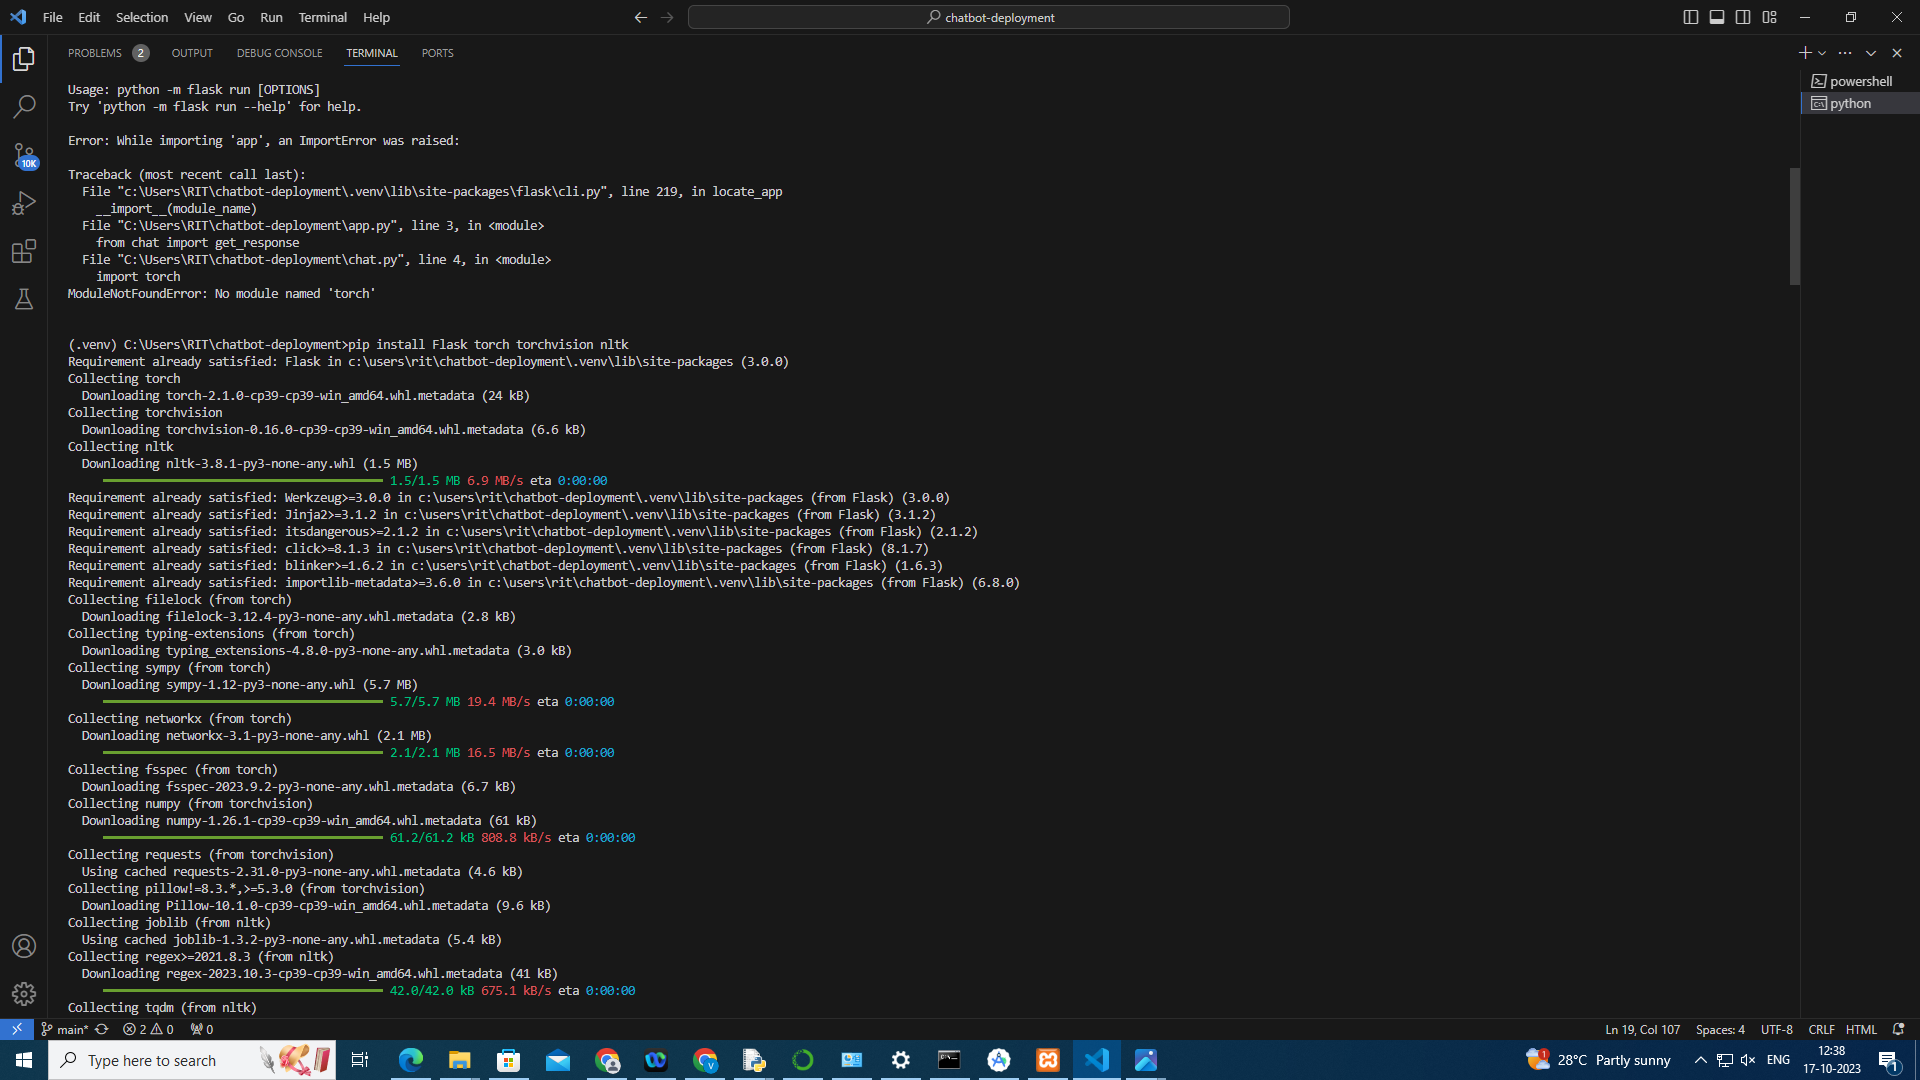 File Edit Selection View Go Run Terminal Help
chatbot-deployment
PROBLEMS 2 OUTPUT DEBUG CONSOLE TERMINAL PORTS
powershell
python
10K
Usage: python -m flask run [OPTIONS]
Try 'python -m flask run --help' for help.
Error: While importing 'app', an ImportError was raised:
Traceback (most recent call last):
File "c:\Users\RIT\chatbot-deployment\.venv\lib\site-packages\flask\cli.py", line 219, in locate_app
__import__(module_name)
File "C:\Users\RIT\chatbot-deployment\app.py", line 3, in <module>
from chat import get_response
File "C:\Users\RIT\chatbot-deployment\chat.py", line 4, in <module>
import torch
ModuleNotFoundError: No module named 'torch'
(.venv) C:\Users\RIT\chatbot-deployment>pip install Flask torch torchvision nltk
Requirement already satisfied: Flask in c:\users\rit\chatbot-deployment\.venv\lib\site-packages (3.0.0)
Collecting torch
Downloading torch-2.1.0-cp39-cp39-win_amd64.whl.metadata (24 kB)
Collecting torchvision
Downloading torchvision-0.16.0-cp39-cp39-win_amd64.whl.metadata (6.6 kB)
Collecting nltk
Downloading nltk-3.8.1-py3-none-any.whl (1.5 MB)
1.5/1.5 MB 6.9 MB/s eta 0:00:00
Requirement already satisfied: Werkzeug>=3.0.0 in c:\users\rit\chatbot-deployment\.venv\lib\site-packages (from Flask) (3.0.0)
Requirement already satisfied: Jinja2>=3.1.2 in c:\users\rit\chatbot-deployment\.venv\lib\site-packages (from Flask) (3.1.2)
Requirement already satisfied: itsdangerous>=2.1.2 in c:\users\rit\chatbot-deployment\.venv\lib\site-packages (from Flask) (2.1.2)
Requirement already satisfied: click>=8.1.3 in c:\users\rit\chatbot-deployment\.venv\lib\site-packages (from Flask) (8.1.7)
Requirement already satisfied: blinker>=1.6.2 in c:\users\rit\chatbot-deployment\.venv\lib\site-packages (from Flask) (1.6.3)
Requirement already satisfied: importlib-metadata>=3.6.0 in c:\users\rit\chatbot-deployment\.venv\lib\site-packages (from Flask) (6.8.0)
Collecting filelock (from torch)
Downloading filelock-3.12.4-py3-none-any.whl.metadata (2.8 kB)
Collecting typing-extensions (from torch)
Downloading typing_extensions-4.8.0-py3-none-any.whl.metadata (3.0 kB)
Collecting sympy (from torch)
Downloading sympy-1.12-py3-none-any.whl (5.7 MB)
5.7/5.7 MB 19.4 MB/s eta 0:00:00
Collecting networkx (from torch)
Downloading networkx-3.1-py3-none-any.whl (2.1 MB)
2.1/2.1 MB 16.5 MB/s eta 0:00:00
Collecting fsspec (from torch)
Downloading fsspec-2023.9.2-py3-none-any.whl.metadata (6.7 kB)
Collecting numpy (from torchvision)
Downloading numpy-1.26.1-cp39-cp39-win_amd64.whl.metadata (61 kB)
61.2/61.2 kB 808.8 kB/s eta 0:00:00
Collecting requests (from torchvision)
Using cached requests-2.31.0-py3-none-any.whl.metadata (4.6 kB)
Collecting pillow!=8.3.*,>=5.3.0 (from torchvision)
Downloading Pillow-10.1.0-cp39-cp39-win_amd64.whl.metadata (9.6 kB)
Collecting joblib (from nltk)
Using cached joblib-1.3.2-py3-none-any.whl.metadata (5.4 kB)
Collecting regex>=2021.8.3 (from nltk)
Downloading regex-2023.10.3-cp39-cp39-win_amd64.whl.metadata (41 kB)
42.0/42.0 kB 675.1 kB/s eta 0:00:00
Collecting tqdm (from nltk)
main* 2 0 0 Ln 19, Col 107 Spaces: 4 UTF-8 CRLF HTML
Type here to search
28°C Partly sunny ENG 12:38
17-10-2023